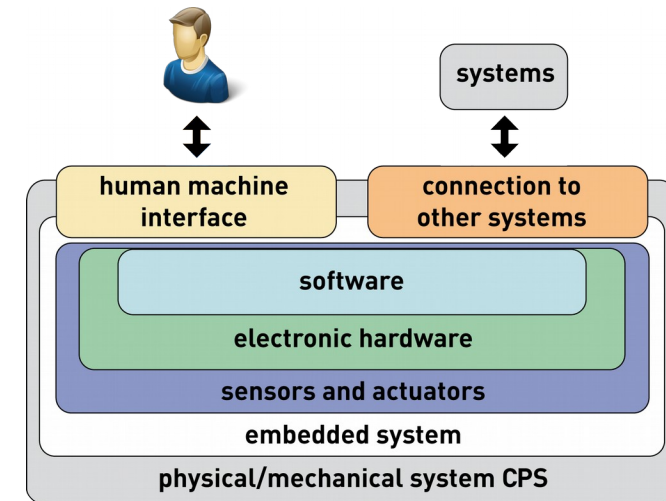 systems
human machine
interface
connection to
other systems
software
electronic hardware
sensors and actuators
embedded system
physical/mechanical system CPS